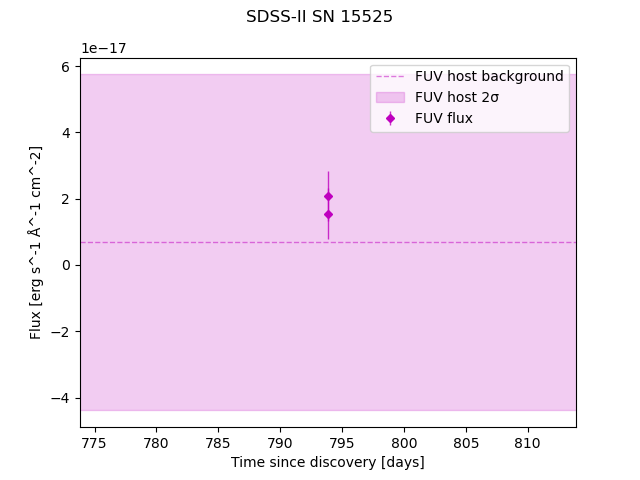 SDSS-II SN 15525
1e−17
FUV host background
FUV host 2σ
FUV flux
6
4
2
0
−2
−4
Flux [erg s^-1 Å^-1 cm^-2]
775 780 785 790 795 800 805 810
Time since discovery [days]